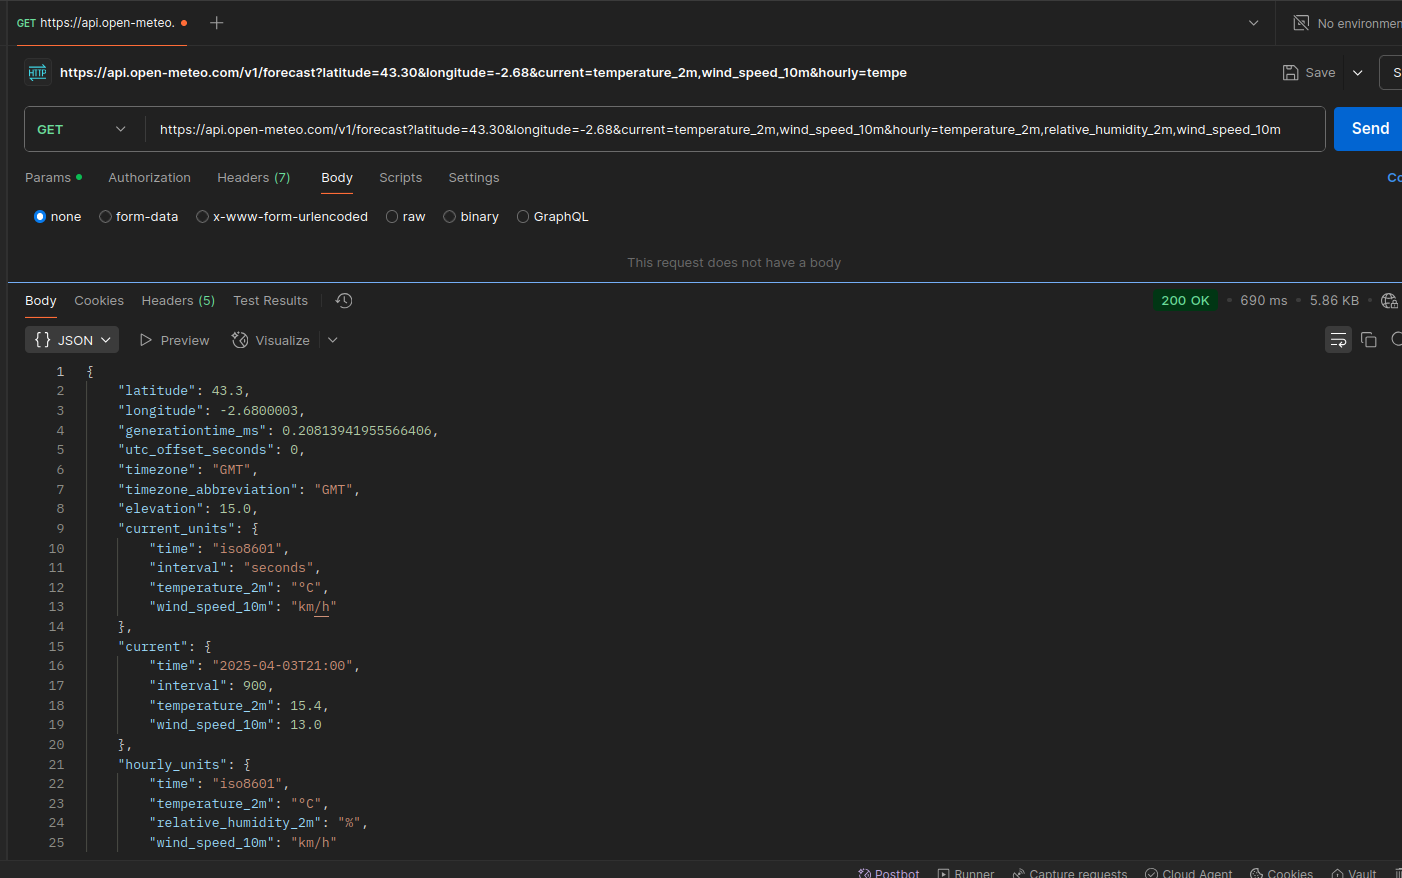 GET https://api.open-meteo.
No environmen
HTTP https://api.open-meteo.com/v1/forecast?latitude=43.30&longitude=-2.68&current=temperature_2m,wind_speed_10m&hourly=tempe
Save
S
GET https://api.open-meteo.com/v1/forecast?latitude=43.30&longitude=-2.68&current=temperature_2m,wind_speed_10m&hourly=temperature_2m,relative_humidity_2m,wind_speed_10m
Send
Params Authorization Headers (7) Body Scripts Settings
Co
none form-data x-www-form-urlencoded raw binary GraphQL
This request does not have a body
Body Cookies Headers (5) Test Results
200 OK • 690 ms • 5.86 KB •
{} JSON Preview Visualize
1 {
2 "latitude": 43.3,
3 "longitude": -2.6800003,
4 "generationtime_ms": 0.20813941955566406,
5 "utc_offset_seconds": 0,
6 "timezone": "GMT",
7 "timezone_abbreviation": "GMT",
8 "elevation": 15.0,
9 "current_units": {
10 "time": "iso8601",
11 "interval": "seconds",
12 "temperature_2m": "°C",
13 "wind_speed_10m": "km/h"
14 },
15 "current": {
16 "time": "2025-04-03T21:00",
17 "interval": 900,
18 "temperature_2m": 15.4,
19 "wind_speed_10m": 13.0
20 },
21 "hourly_units": {
22 "time": "iso8601",
23 "temperature_2m": "°C",
24 "relative_humidity_2m": "%",
25 "wind_speed_10m": "km/h"
Postbot Runner Capture requests Cloud Agent Cookies Vault